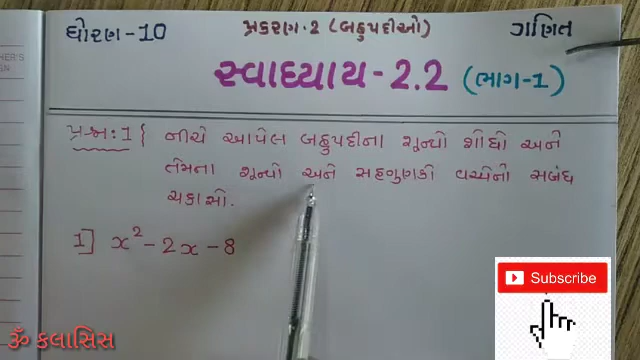 ધોરણ-10 પ્રકરણ-2 (બહુપદીઓ) ગણિત
સ્વાધ્યાય-2.2 (ભાગ-1)
પ્રશ્ન:1} નીચે આપેલ બહુપદીના શૂન્યો શોધો અને
તેમના શૂન્યો અને સહગુણકો વચ્ચેનો સબંધ
ચકાસો.
1] x² - 2x - 8
Subscribe
ૐ કલાસિસ